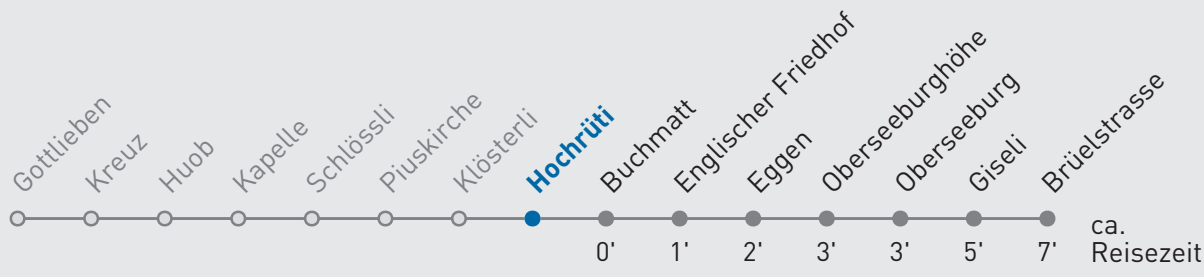 Gottlieben
Kreuz
Huob
Kapelle
Schlössli
Piuskirche
Klösterli
Hochrüti
Buchmatt
Englischer Friedhof
Eggen
Oberseeburghöhe
Oberseeburg
Giseli
Brüelstrasse
0' 1' 2' 3' 3' 5' 7'
ca.
Reisezeit